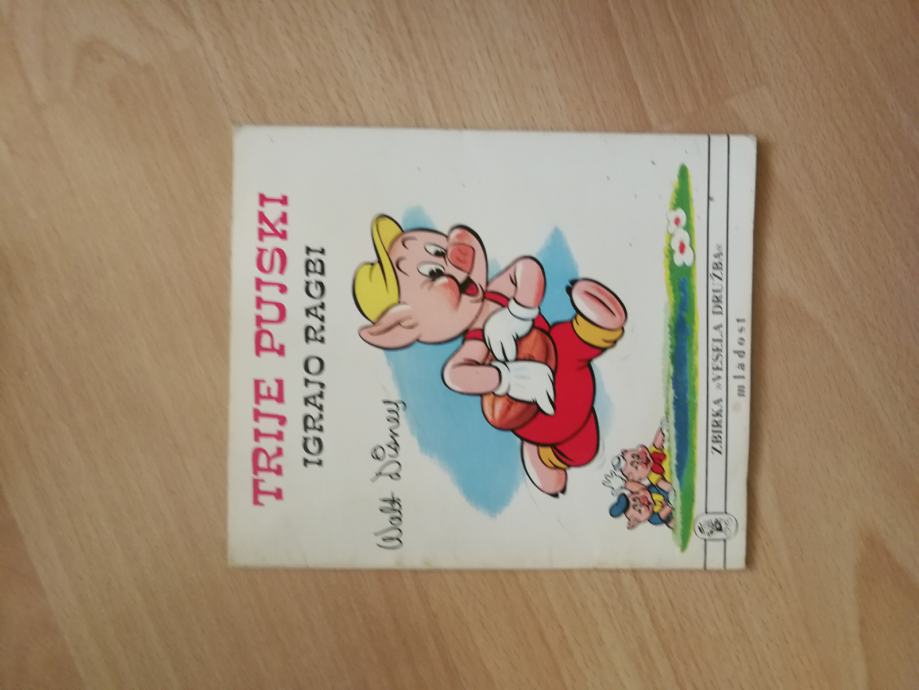 TRIJE PUJSKI
IGRAJO RAGBI
Walt Disney
ZBIRKA »VESELA DRUŽBA«
mladost